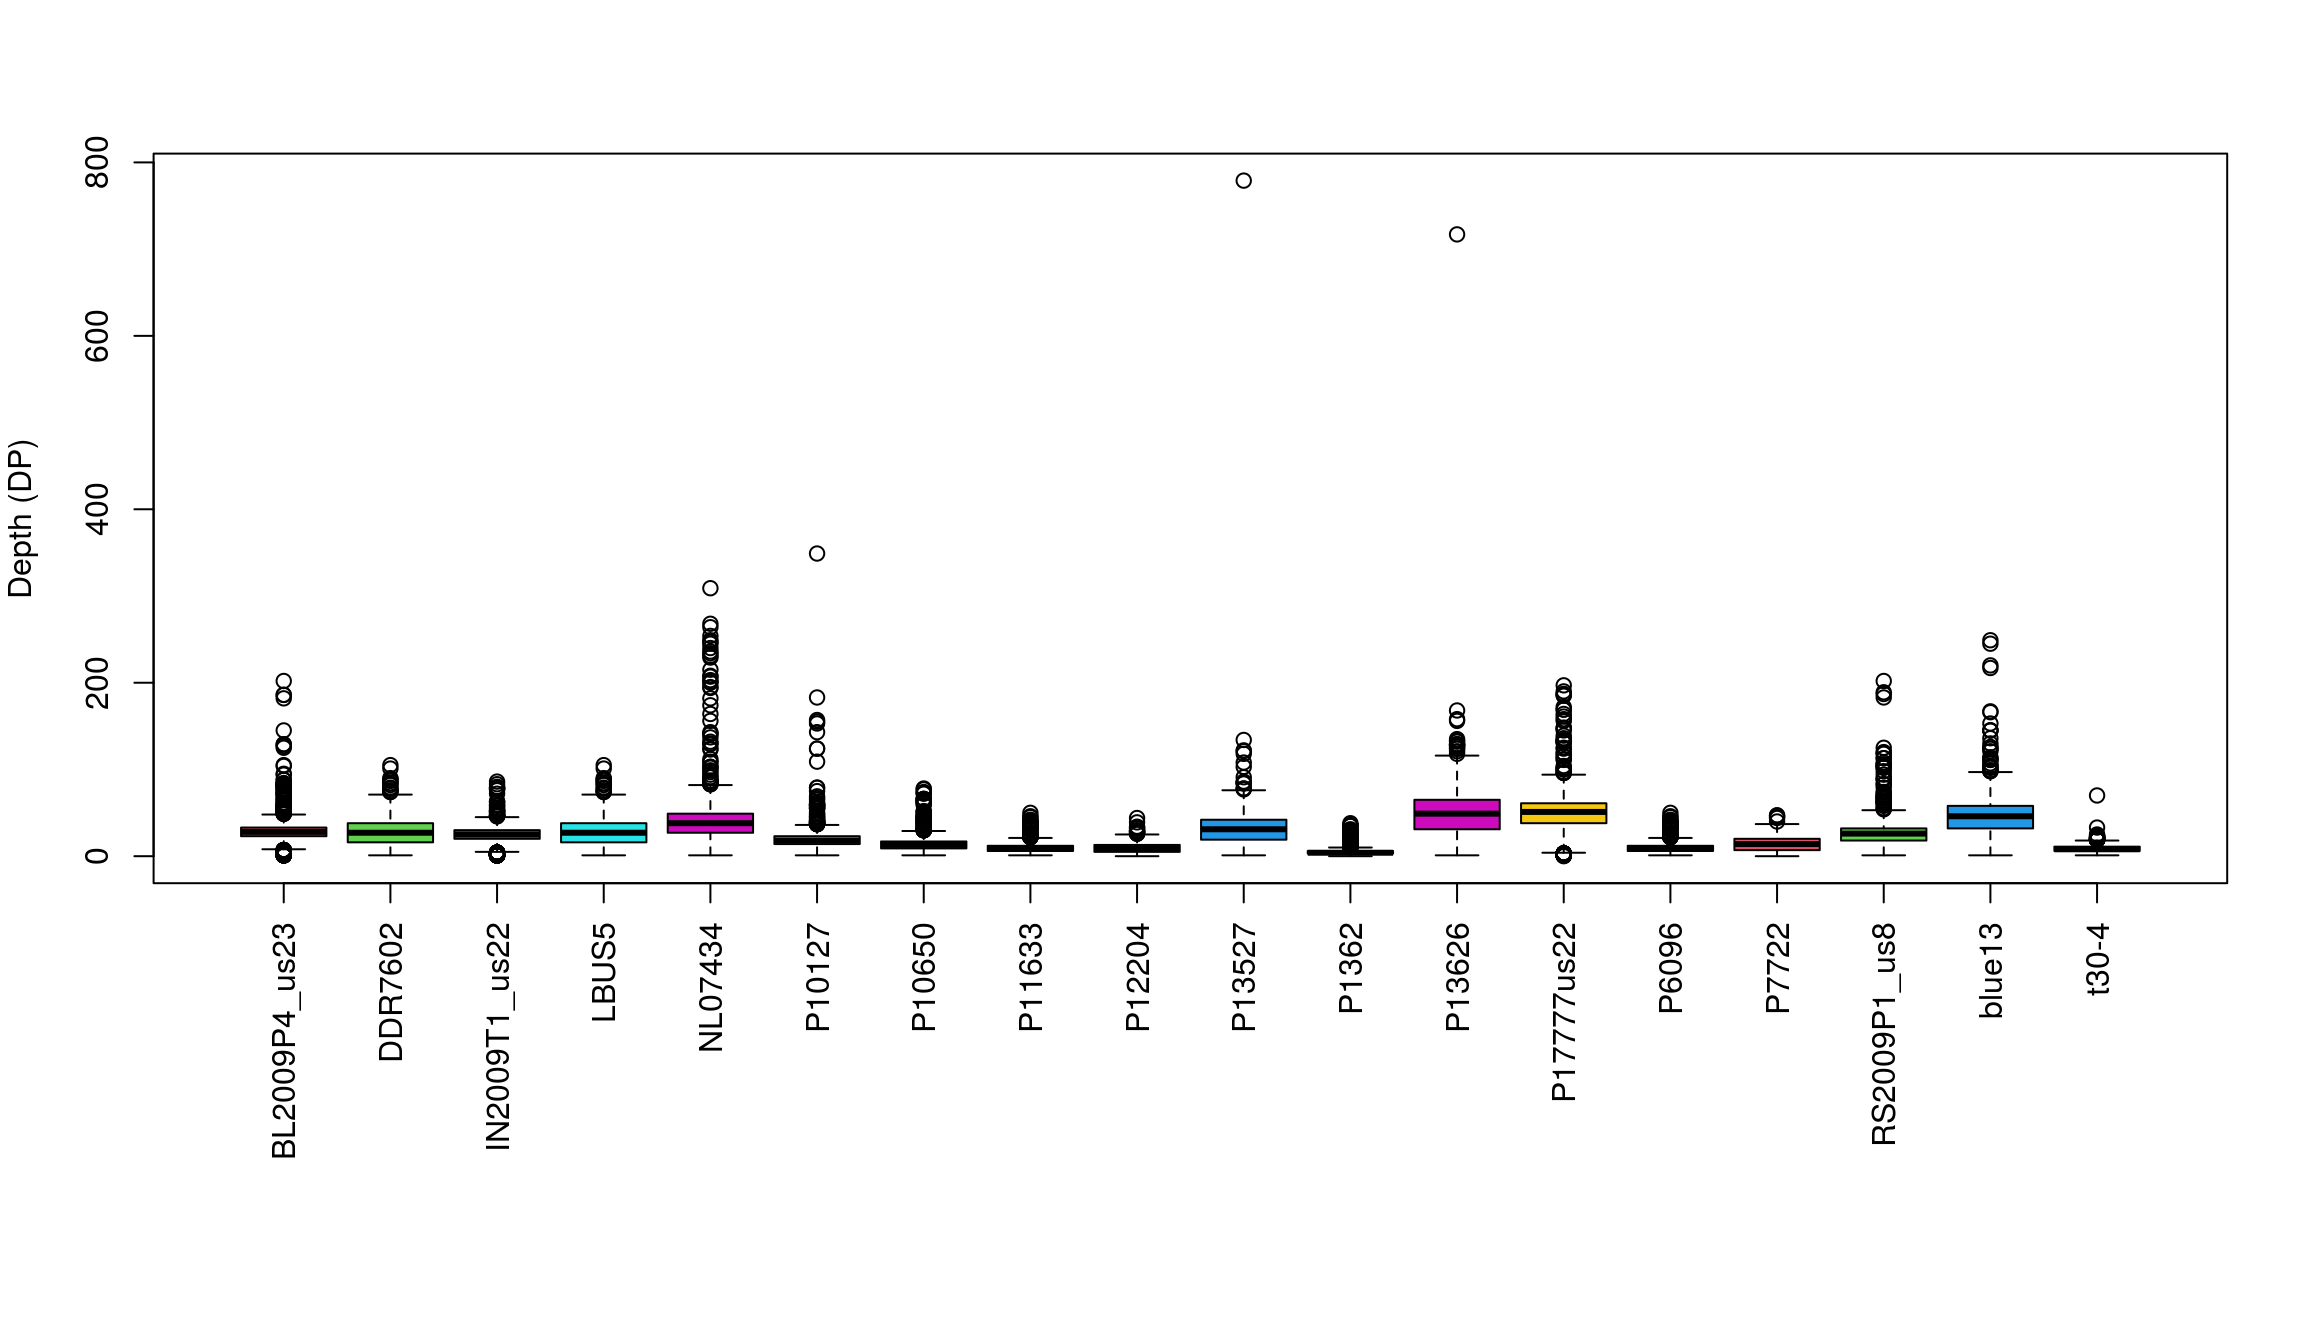 800
600
400
200
0
Depth (DP)
BL2009P4_us23
DDR7602
IN2009T1_us22
LBUS5
NL07434
P10127
P10650
P11633
P12204
P13527
P1362
P13626
P17777us22
P6096
P7722
RS2009P1_us8
blue13
t30-4